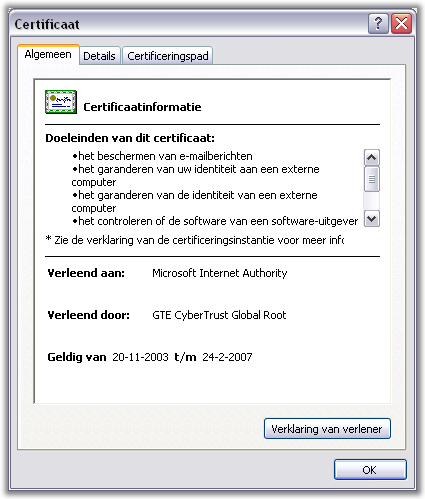 Certificaat
Algemeen Details Certificeringspad
Certificaatinformatie
Doeleinden van dit certificaat:
•het beschermen van e-mailberichten
•het garanderen van uw identiteit aan een externe
computer
•het garanderen van de identiteit van een externe
computer
•het controleren of de software van een software-uitgever
* Zie de verklaring van de certificeringsinstantie voor meer info
Verleend aan: Microsoft Internet Authority
Verleend door: GTE CyberTrust Global Root
Geldig van 20-11-2003 t/m 24-2-2007
Verklaring van verlener
OK